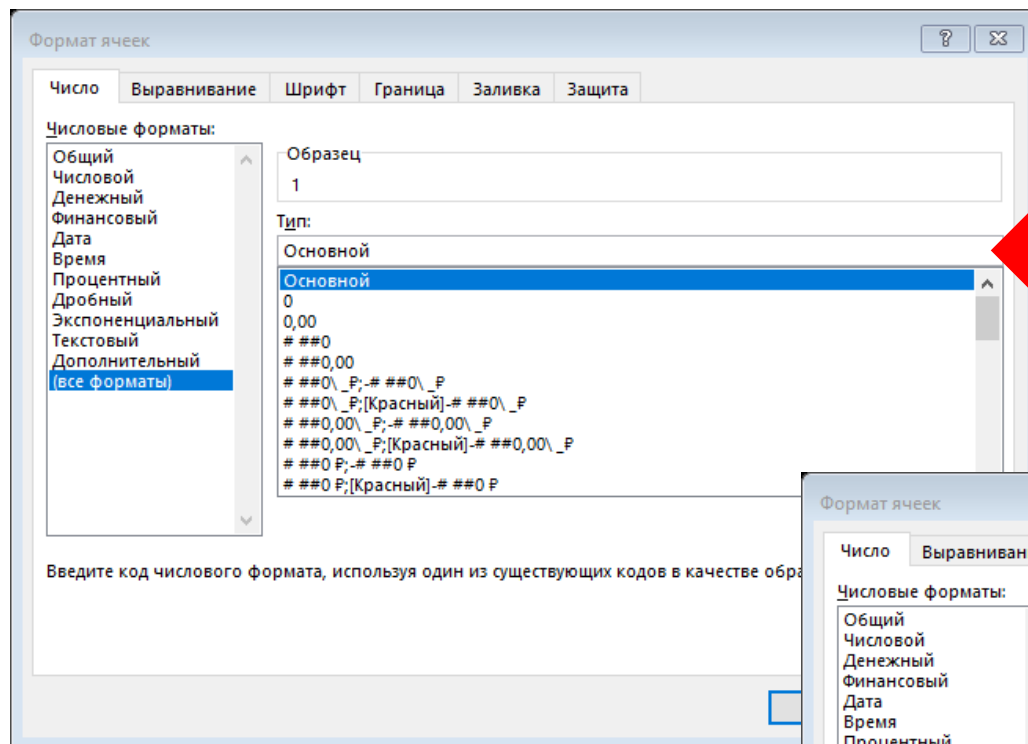 Формат ячеек
Число Выравнивание Шрифт Граница Заливка Защита
Числовые форматы:
Общий
Числовой
Денежный
Финансовый
Дата
Время
Процентный
Дробный
Экспоненциальный
Текстовый
Дополнительный
(все форматы)
Образец
1
Тип:
Основной
Основной
0
0,00
# ##0
# ##0,00
# ##0\ _₽;-# ##0\ _₽
# ##0\ _₽;[Красный]-# ##0\ _₽
# ##0,00\ _₽;-# ##0,00\ _₽
# ##0,00\ _₽;[Красный]-# ##0,00\ _₽
# ##0 ₽;-# ##0 ₽
# ##0 ₽;[Красный]-# ##0 ₽
Введите код числового формата, используя один из существующих кодов в качестве обра
Формат ячеек
Число Выравниван
Числовые форматы:
Общий
Числовой
Денежный
Финансовый
Дата
Время
Процентный